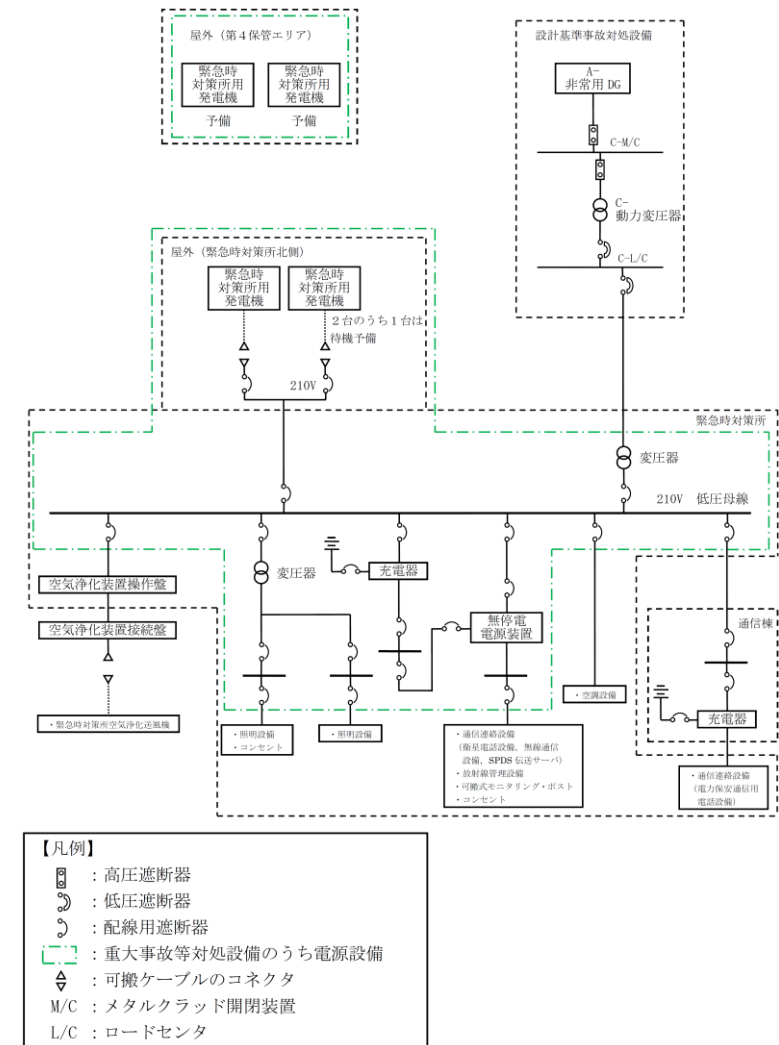 屋外（第４保管エリア）
緊急時
対策所用
発電機
緊急時
対策所用
発電機
予備
予備
設計基準事故対処設備
A-
非常用 DG
C-M/C
C-
動力変圧器
C-L/C
屋外（緊急時対策所北側）
緊急時
対策所用
発電機
緊急時
対策所用
発電機
２台のうち１台は
待機予備
210V
緊急時対策所
変圧器
210V 低圧母線
空気浄化装置操作盤
変圧器
充電器
無停電
電源装置
空気浄化装置接続盤
通信棟
・緊急時対策所空気浄化送風機
・照明設備
・コンセント
・照明設備
・通信連絡設備
（衛星電話設備、無線通信
設備、SPDS 伝送サーバ）
・放射線管理設備
・可搬式モニタリング・ポスト
・コンセント
・空調設備
充電器
・通信連絡設備
（電力保安通信用
電話設備）
【凡例】
：高圧遮断器
：低圧遮断器
：配線用遮断器
：重大事故等対処設備のうち電源設備
：可搬ケーブルのコネクタ
M/C ：メタルクラッド開閉装置
L/C ：ロードセンタ